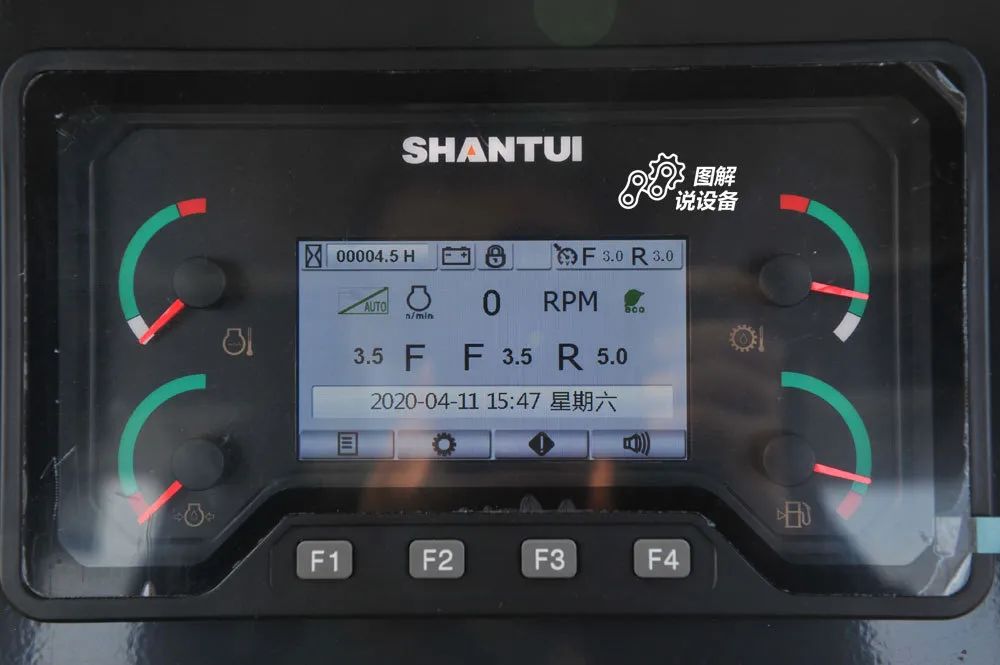 SHANTUI
图解
说设备
00004.5 H
F 3.0 R 3.0
AUTO
n/min
0
RPM
eco
3.5 F F 3.5 R 5.0
2020-04-11 15:47 星期六
F1 F2 F3 F4